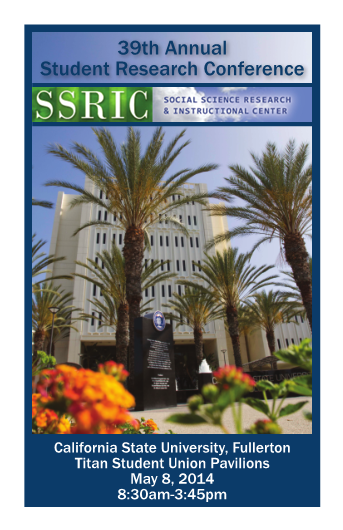 39th Annual
Student Research Conference
SSRIC
SOCIAL SCIENCE RESEARCH
& INSTRUCTIONAL CENTER
California State University, Fullerton
Titan Student Union Pavilions
May 8, 2014
8:30am-3:45pm